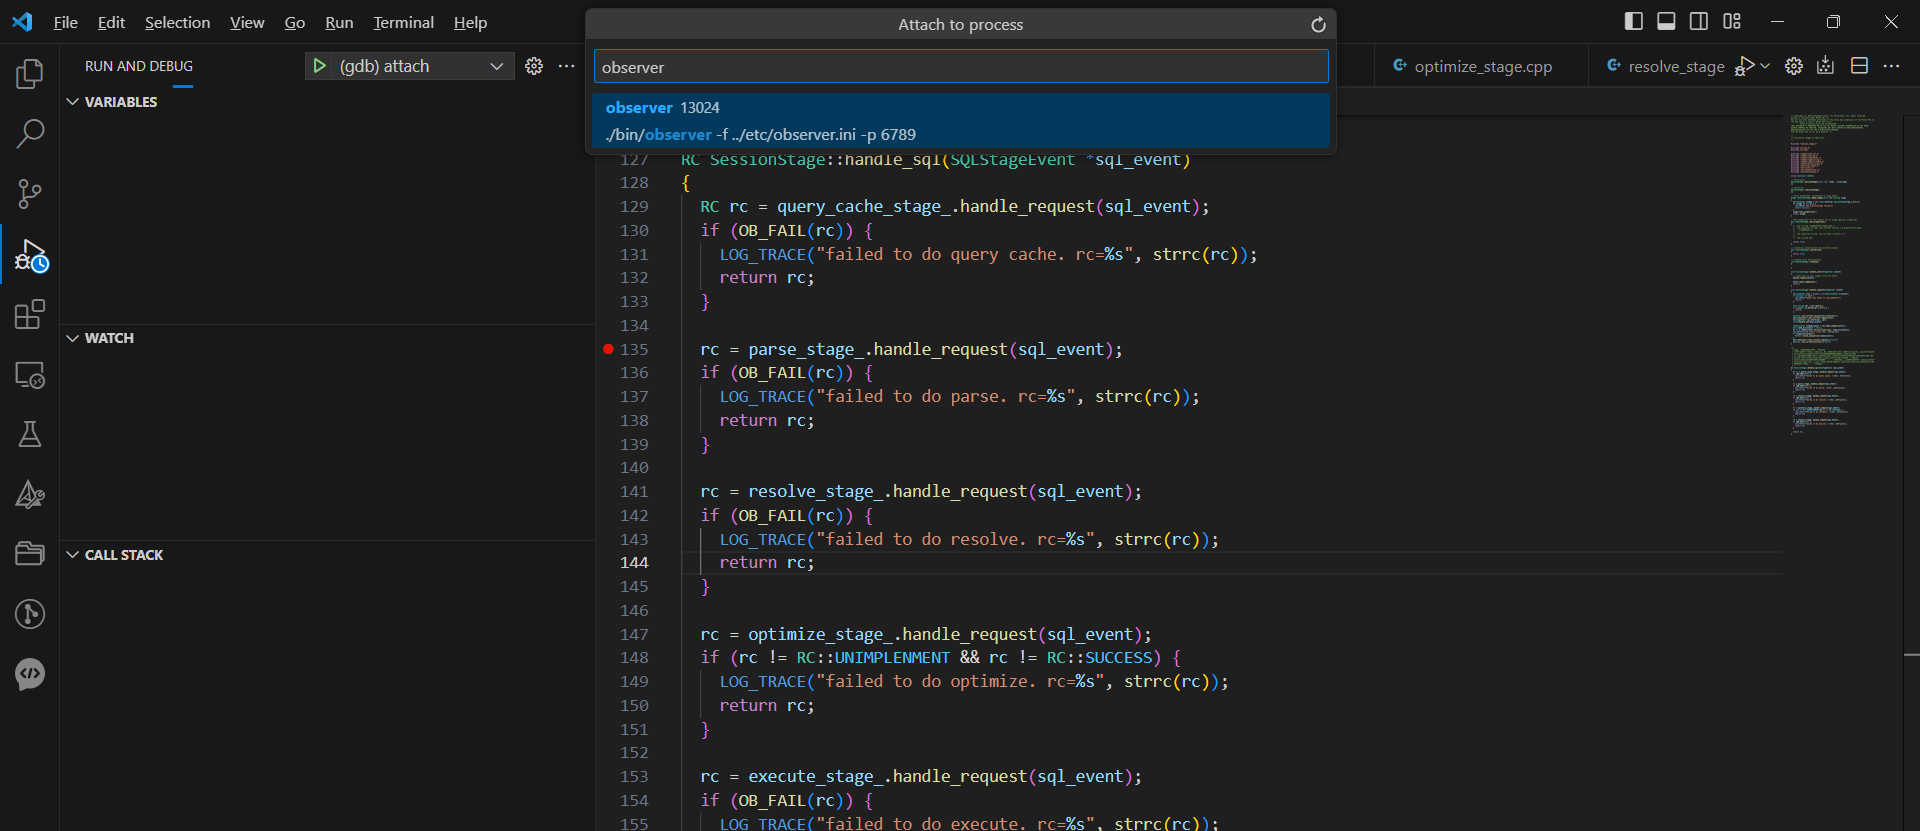 File Edit Selection View Go Run Terminal Help
Attach to process
observer
observer 13024
./bin/observer -f ../etc/observer.ini -p 6789
RUN AND DEBUG
(gdb) attach
optimize_stage.cpp
resolve_stage
VARIABLES
WATCH
CALL STACK
127 RC SessionStage::handle_sql(SQLStageEvent *sql_event)
128 {
129 RC rc = query_cache_stage_.handle_request(sql_event);
130 if (OB_FAIL(rc)) {
131 LOG_TRACE("failed to do query cache. rc=%s", strrc(rc));
132 return rc;
133 }
134
135 rc = parse_stage_.handle_request(sql_event);
136 if (OB_FAIL(rc)) {
137 LOG_TRACE("failed to do parse. rc=%s", strrc(rc));
138 return rc;
139 }
140
141 rc = resolve_stage_.handle_request(sql_event);
142 if (OB_FAIL(rc)) {
143 LOG_TRACE("failed to do resolve. rc=%s", strrc(rc));
144 return rc;
145 }
146
147 rc = optimize_stage_.handle_request(sql_event);
148 if (rc != RC::UNIMPLENMENT && rc != RC::SUCCESS) {
149 LOG_TRACE("failed to do optimize. rc=%s", strrc(rc));
150 return rc;
151 }
152
153 rc = execute_stage_.handle_request(sql_event);
154 if (OB_FAIL(rc)) {
155 LOG_TRACE("failed to do execute. rc=%s", strrc(rc));